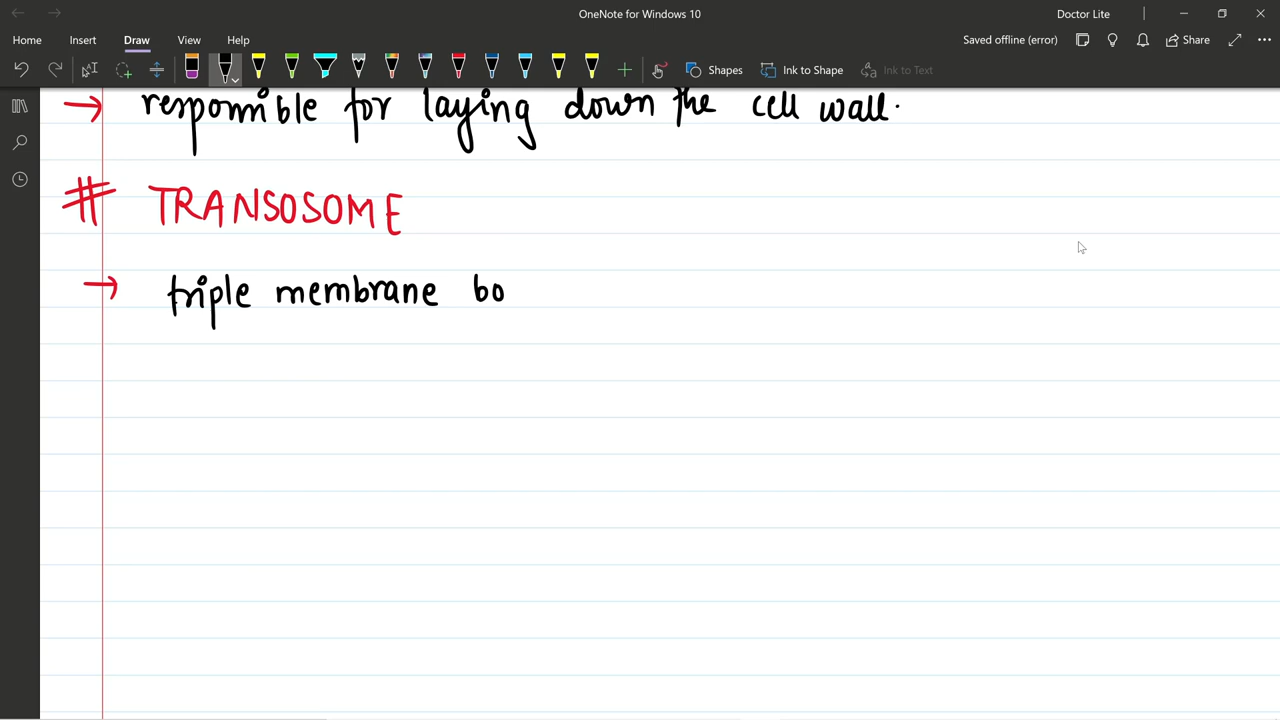 OneNote for Windows 10
Doctor Lite
Home Insert Draw View Help
Saved offline (error)
Share
Shapes
Ink to Shape
Ink to Text
→ responsible for laying down the cell wall.
# TRANSOSOME
→ triple membrane bo